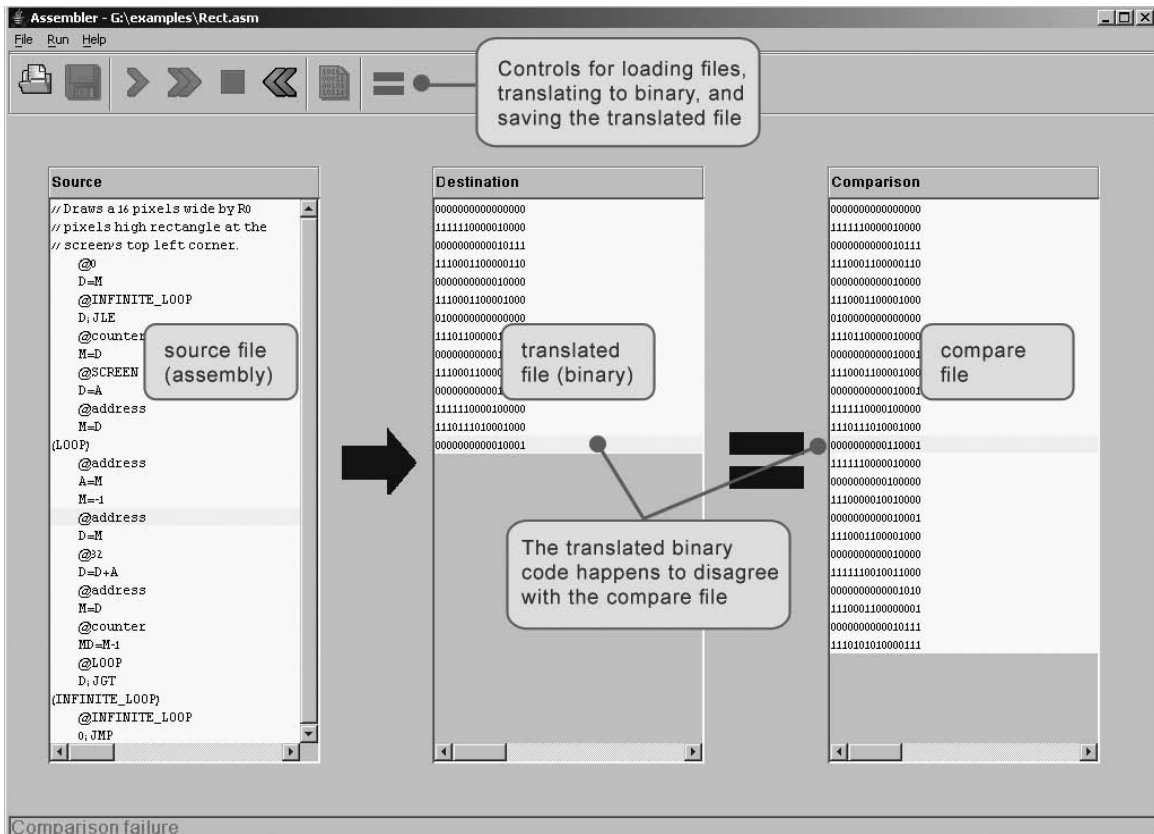 Assembler - G:\examples\Rect.asm
File Run Help
Controls for loading files,
translating to binary, and
saving the translated file
Source
// Draws a 16 pixels wide by R0
// pixels high rectangle at the
// screen's top left corner.
@0
D=M
@INFINITE_LOOP
D;JLE
@counter
M=D
@SCREEN
D=A
@address
M=D
(LOOP)
@address
A=M
M=-1
@address
D=M
@32
D=D+A
@address
M=D
@counter
MD=M-1
@LOOP
D;JGT
(INFINITE_LOOP)
@INFINITE_LOOP
0;JMP
source file
(assembly)
Destination
0000000000000000
1111110000010000
0000000000010111
1110001100000110
0000000000010000
1110001100001000
0100000000000000
1111110000100000
1110111010001000
0000000000010001
translated
file (binary)
Comparison
0000000000000000
1111110000010000
0000000000010111
1110001100000110
0000000000010000
1110001100001000
0100000000000000
1110110000010000
0000000000010001
1110001100001000
0000000000010001
1111110000100000
1110111010001000
0000000000110001
1111110000010000
0000000000100000
1110000010010000
0000000000010001
1110001100001000
0000000000010000
1111110010011000
0000000000001010
1110001100000001
0000000000010111
1110101010000111
compare
file
The translated binary
code happens to disagree
with the compare file
Comparison failure